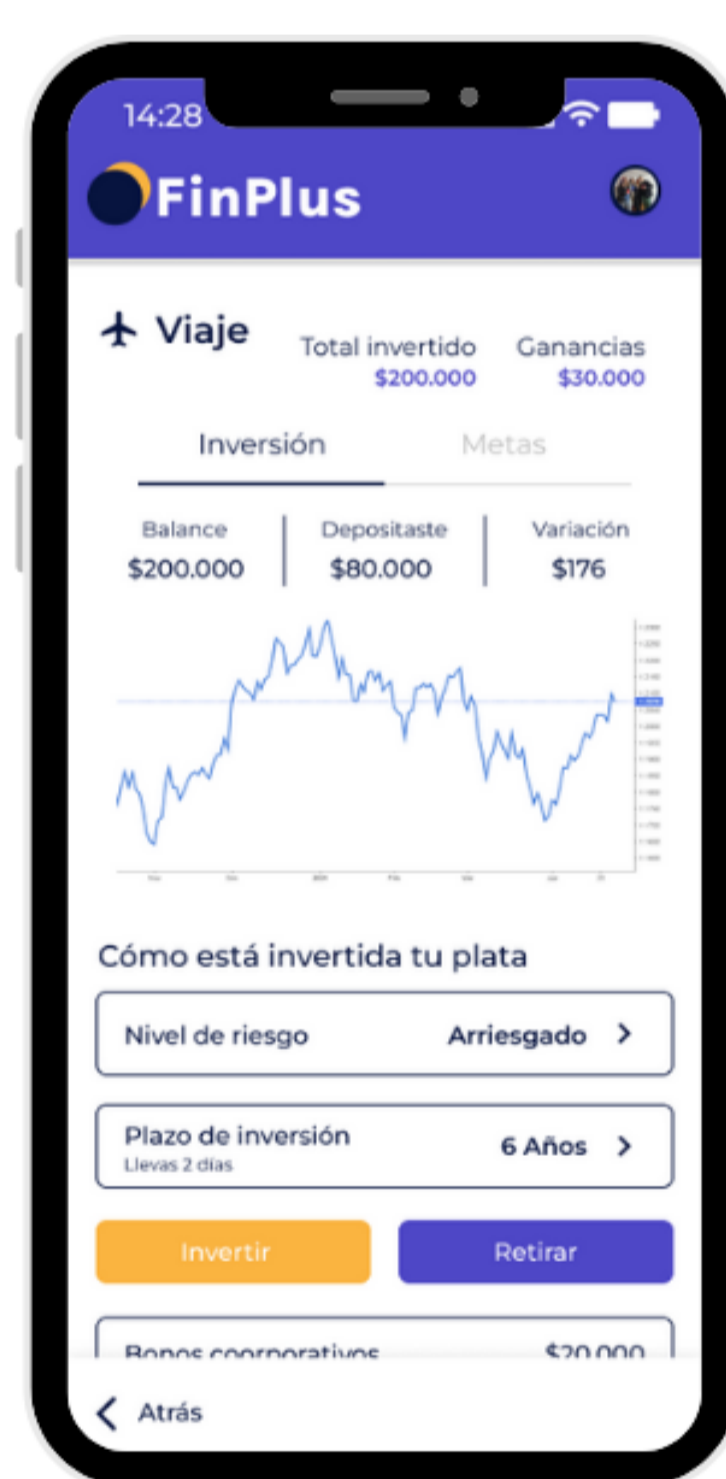 14:28
FinPlus
Viaje
Total invertido Ganancias
$200.000 $30.000
Inversión Metas
Balance Depositaste Variación
$200.000 $80.000 $176
Cómo está invertida tu plata
Nivel de riesgo Arriesgado
Plazo de inversión 6 Años
Llevas 2 días
Invertir Retirar
Bonos coorporativos $20.000
Atrás